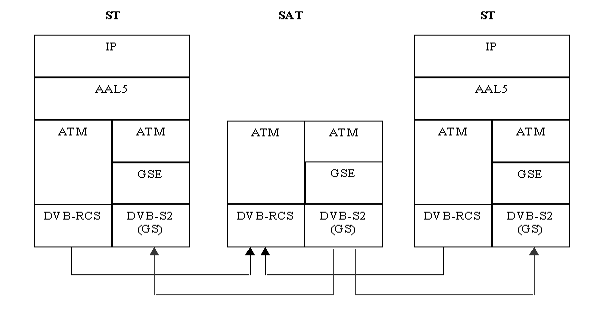 ST SAT ST
IP IP
AAL5 AAL5
ATM ATM ATM ATM ATM ATM
GSE GSE GSE
DVB-RCS DVB-S2 DVB-RCS DVB-S2 DVB-RCS DVB-S2
(GS) (GS) (GS)